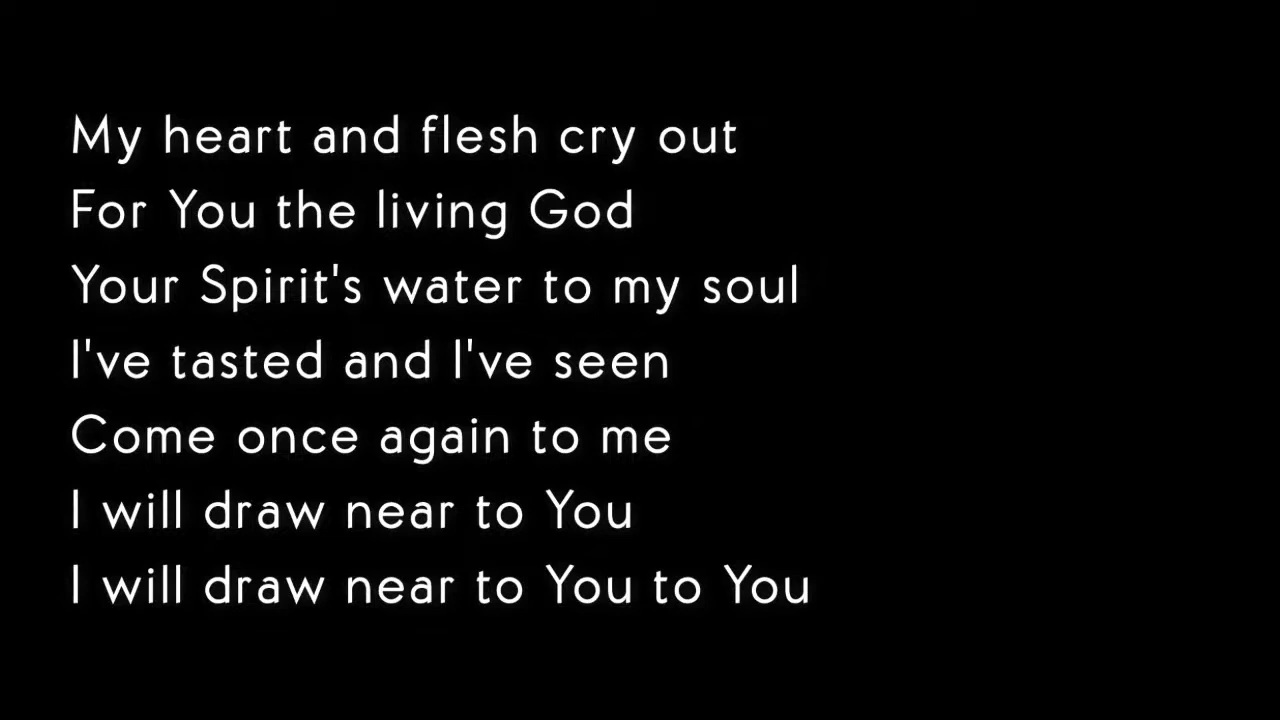 My heart and flesh cry out
For You the living God
Your Spirit's water to my soul
I've tasted and I've seen
Come once again to me
I will draw near to You
I will draw near to You to You